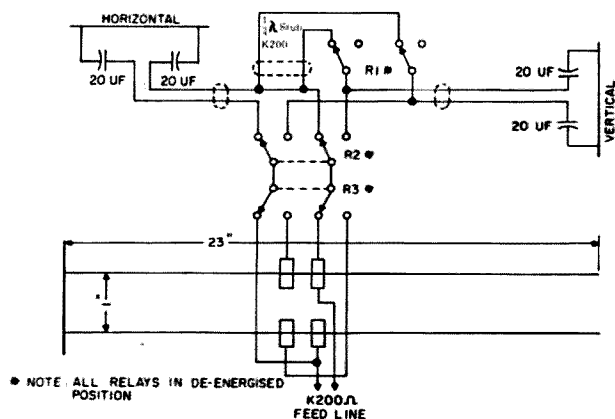 HORIZONTAL
¼ λ Stub
K200
20 UF
20 UF
R1 *
20 UF
20 UF
VERTICAL
R2 *
R3 *
23"
1"
* NOTE: ALL RELAYS IN DE-ENERGISED
POSITION
K200Ω
FEED LINE